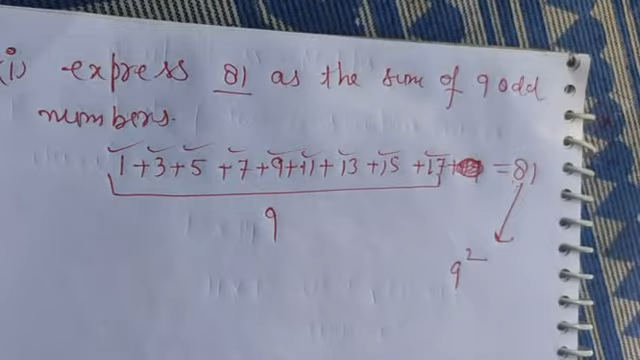 (i) express 81 as the sum of 9 odd
numbers.
1+3+5+7+9+11+13+15+17+ =81
9
9²